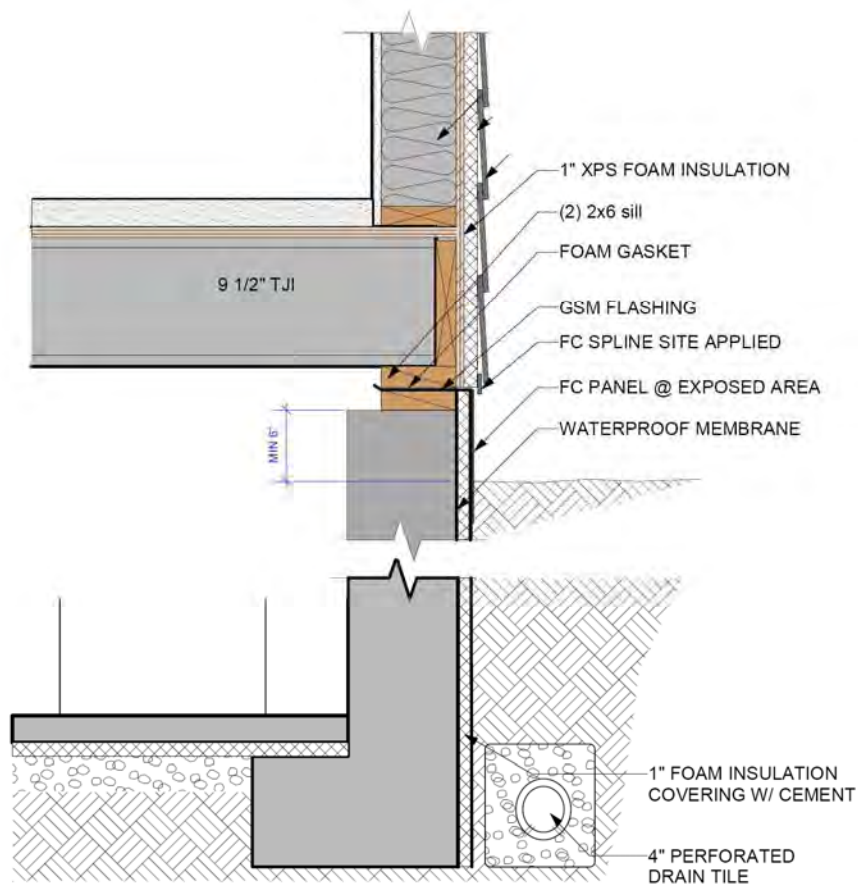 1" XPS FOAM INSULATION
(2) 2x6 sill
FOAM GASKET
9 1/2" TJI
GSM FLASHING
FC SPLINE SITE APPLIED
FC PANEL @ EXPOSED AREA
WATERPROOF MEMBRANE
MIN 6"
1" FOAM INSULATION
COVERING W/ CEMENT
4" PERFORATED
DRAIN TILE